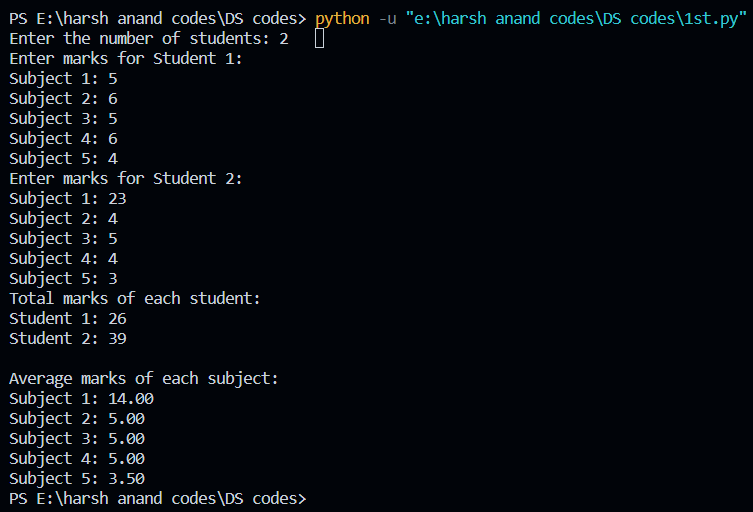 PS E:\harsh anand codes\DS codes> python -u "e:\harsh anand codes\DS codes\1st.py"
Enter the number of students: 2
Enter marks for Student 1:
Subject 1: 5
Subject 2: 6
Subject 3: 5
Subject 4: 6
Subject 5: 4
Enter marks for Student 2:
Subject 1: 23
Subject 2: 4
Subject 3: 5
Subject 4: 4
Subject 5: 3
Total marks of each student:
Student 1: 26
Student 2: 39

Average marks of each subject:
Subject 1: 14.00
Subject 2: 5.00
Subject 3: 5.00
Subject 4: 5.00
Subject 5: 3.50
PS E:\harsh anand codes\DS codes>